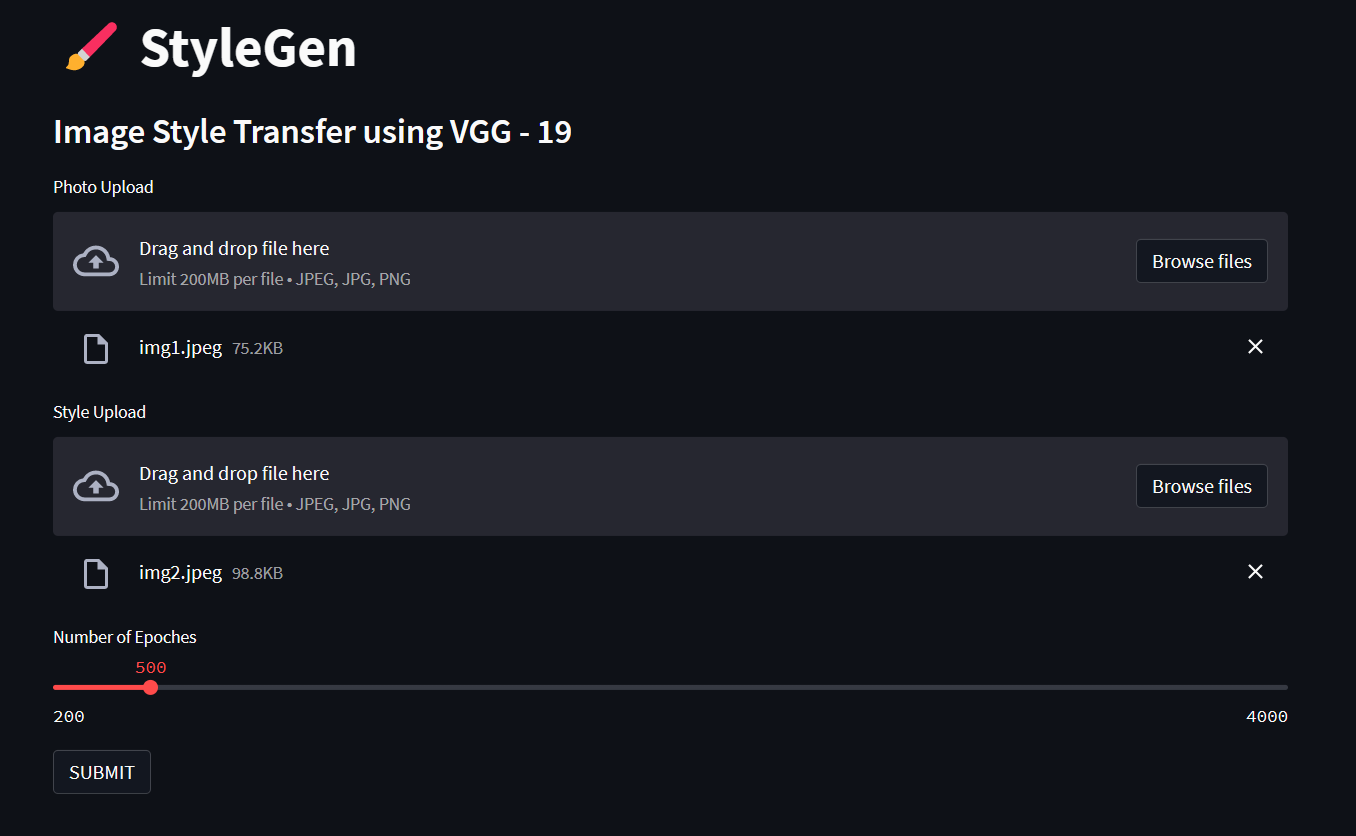 StyleGen
Image Style Transfer using VGG - 19
Photo Upload
Drag and drop file here
Limit 200MB per file • JPEG, JPG, PNG
Browse files
img1.jpeg 75.2KB
Style Upload
Drag and drop file here
Limit 200MB per file • JPEG, JPG, PNG
Browse files
img2.jpeg 98.8KB
Number of Epoches
500
200 4000
SUBMIT